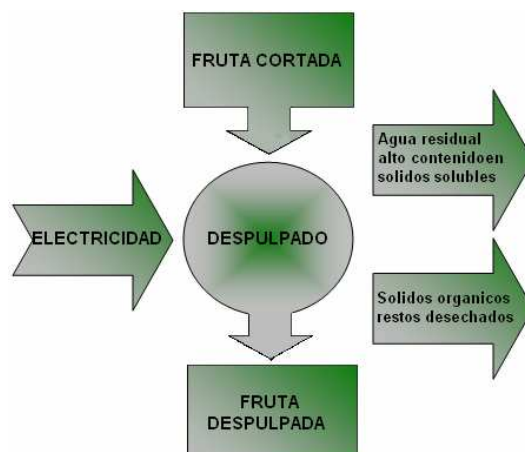 FRUTA CORTADA
Agua residual
alto contenidoen
solidos solubles
ELECTRICIDAD
DESPULPADO
Solidos organicos
restos desechados
FRUTA
DESPULPADA